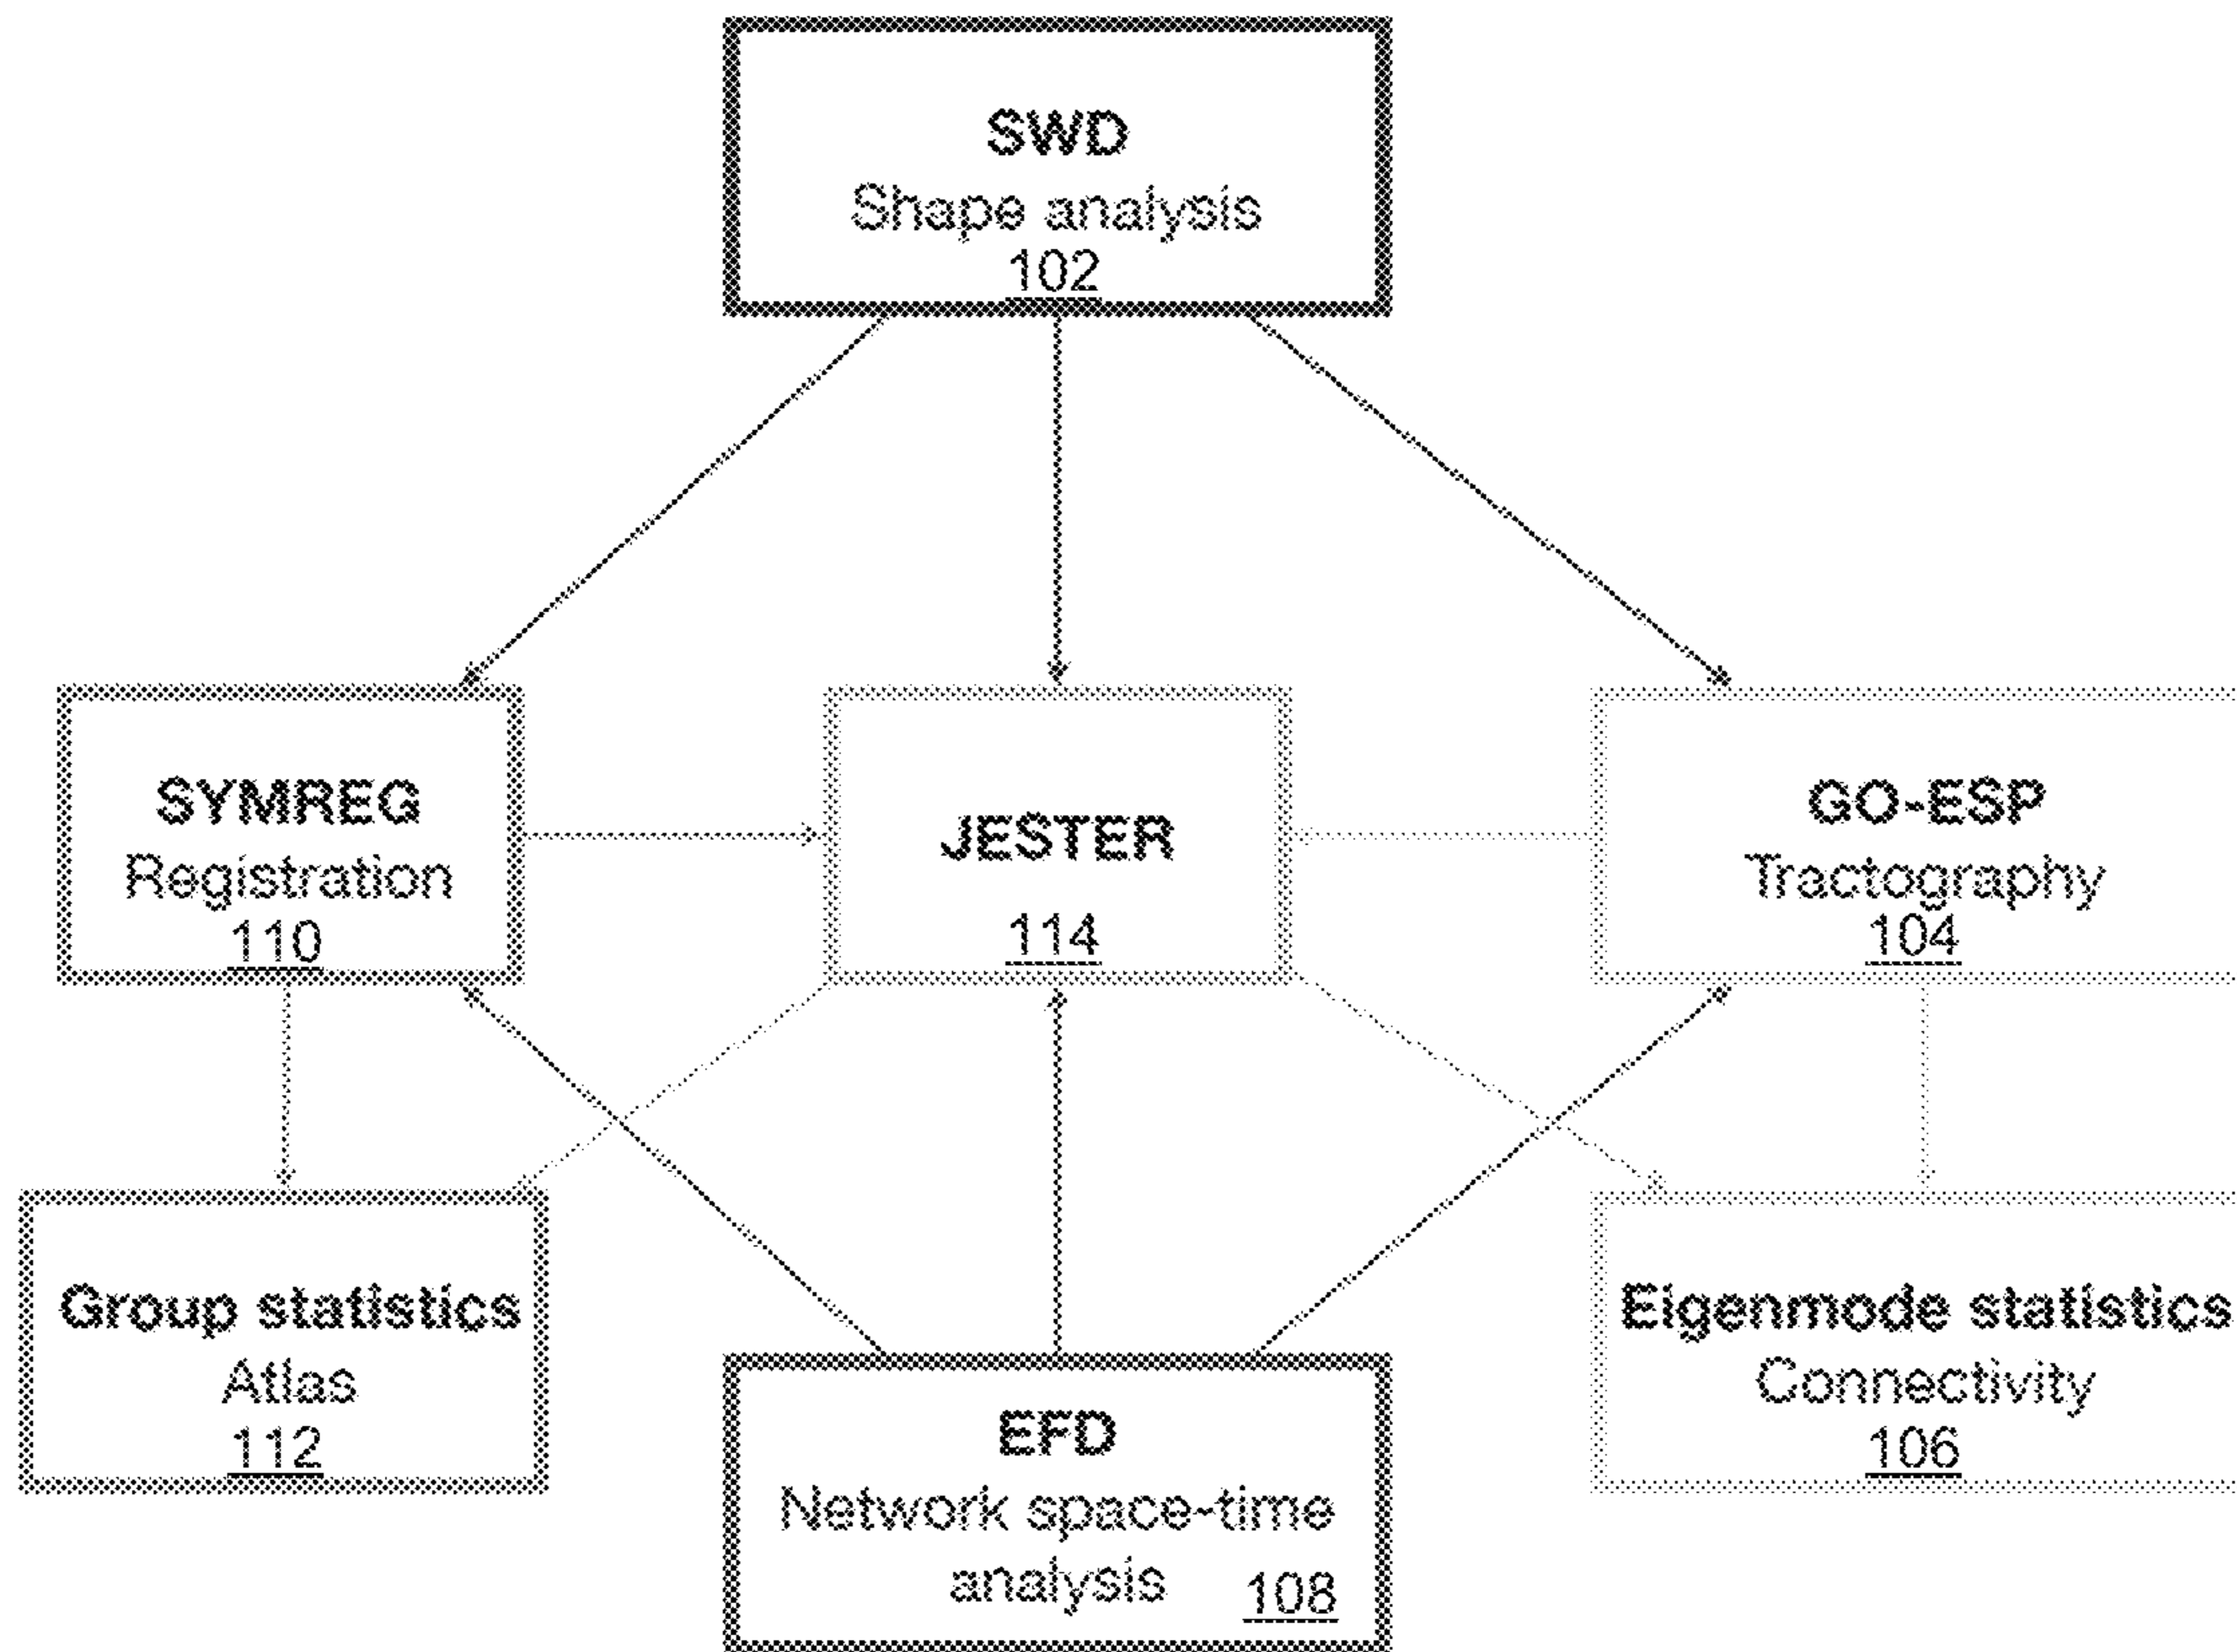 SWD
Shape analysis
102
SYMREG
Registration
110
JESTER
114
GO-ESP
Tractography
104
Group statistics
Atlas
112
EFD
Network space-time
analysis 108
Eigenmode statistics
Connectivity
106